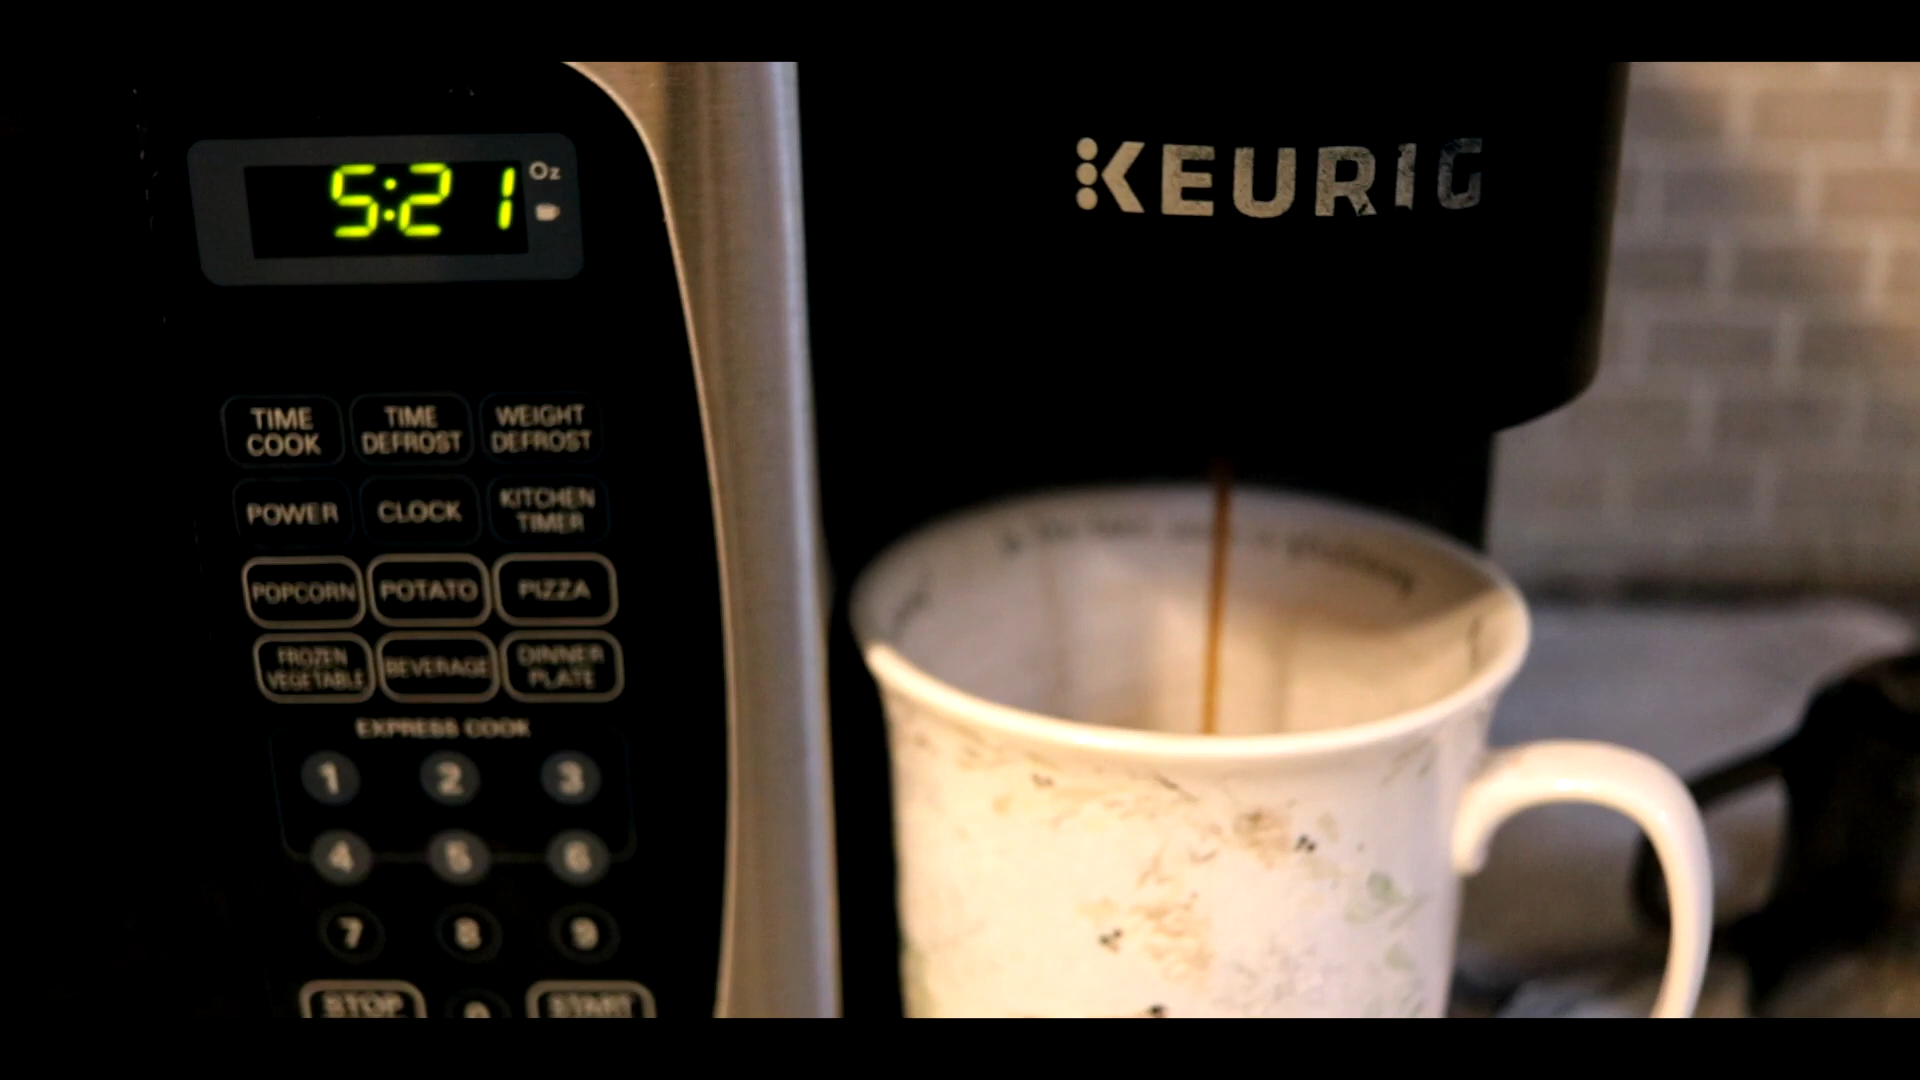 5:21
Oz
KEURIG
TIME COOK
TIME DEFROST
WEIGHT DEFROST
POWER
CLOCK
KITCHEN TIMER
POPCORN
POTATO
PIZZA
FROZEN VEGETABLE
BEVERAGE
DINNER PLATE
EXPRESS COOK
1 2 3
4 5 6
7 8 9
STOP
0
START